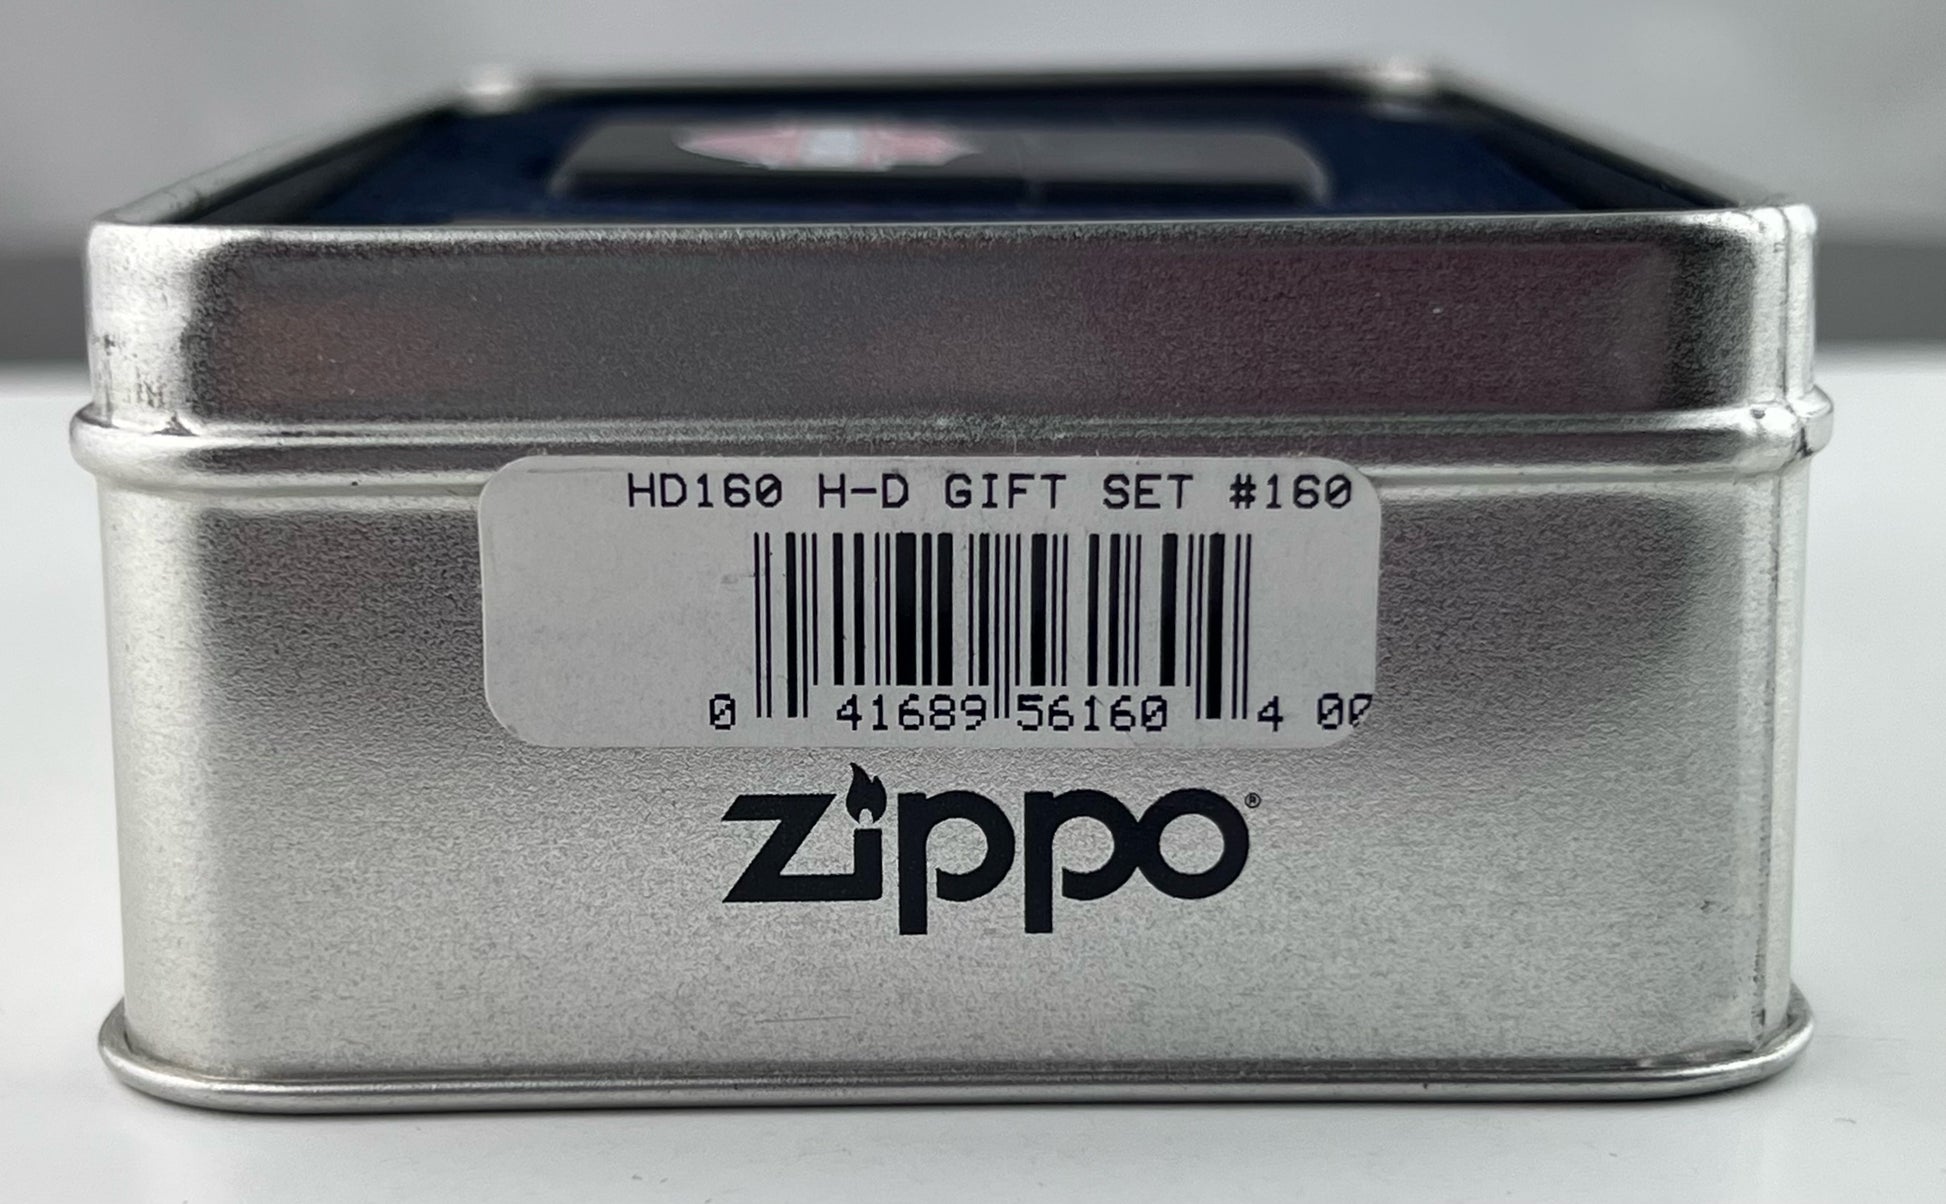 HD160 H-D GIFT SET #160
0 41689 56160 4 00
zippo®